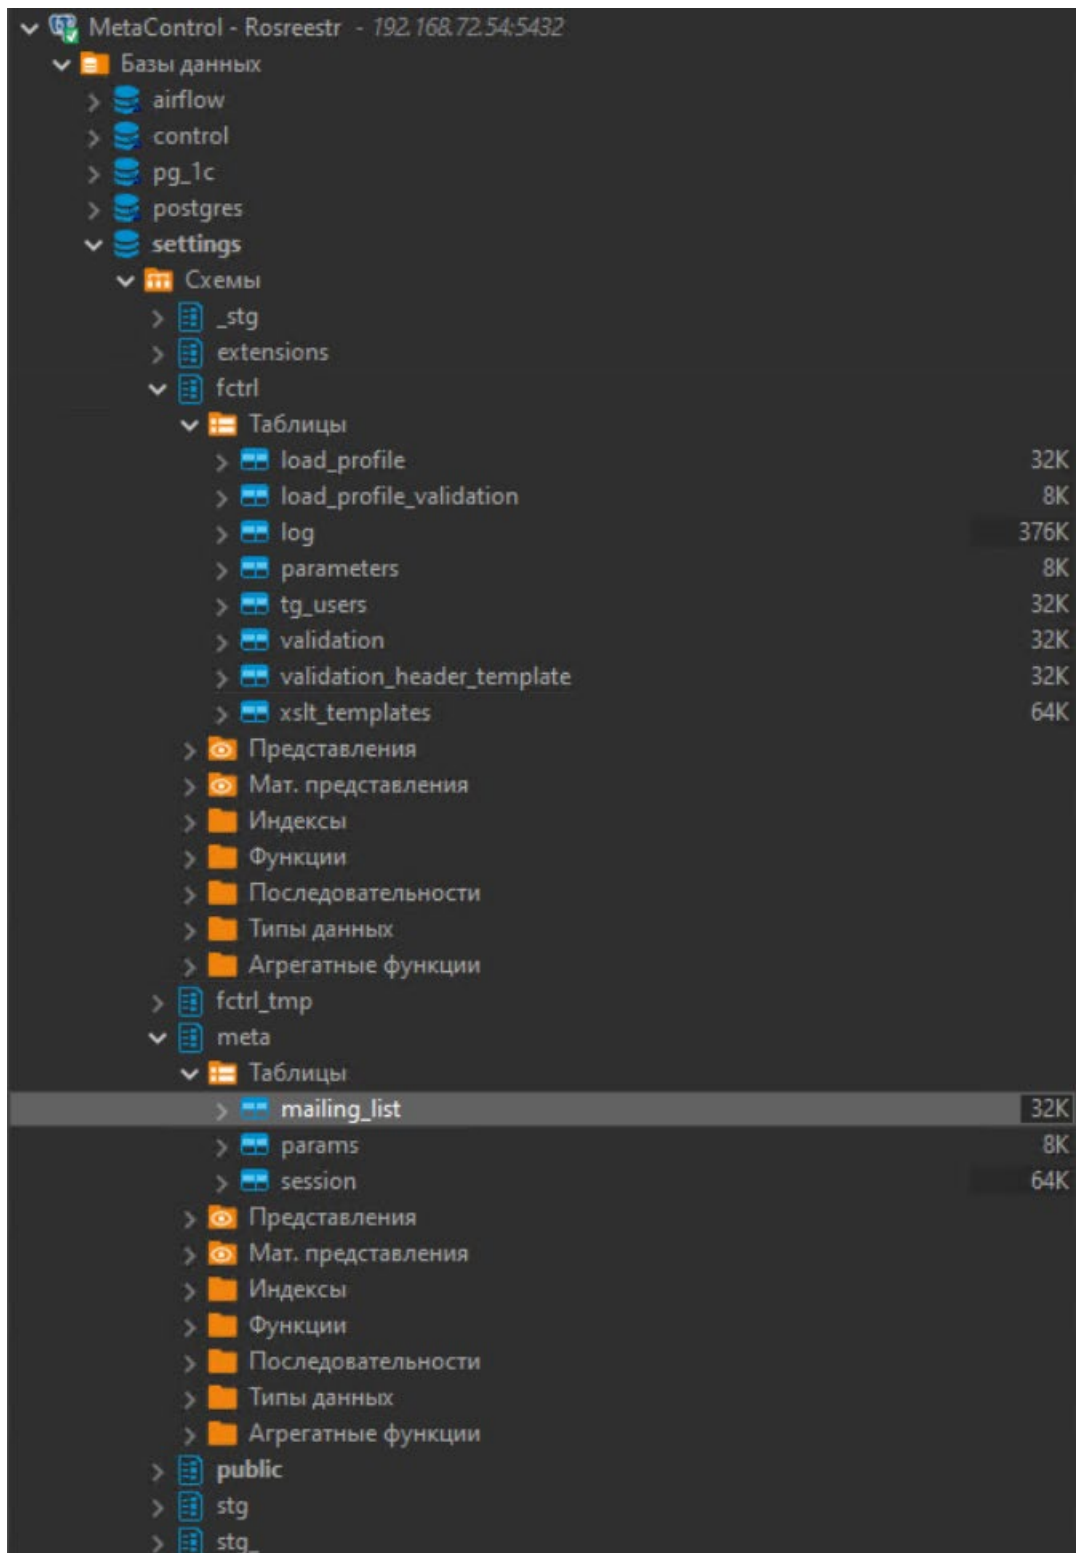 MetaControl - Rosreestr - 192.168.72.54:5432
Базы данных
airflow
control
pg_1c
postgres
settings
Схемы
_stg
extensions
fctrl
Таблицы
load_profile 32K
load_profile_validation 8K
log 376K
parameters 8K
tg_users 32K
validation 32K
validation_header_template 32K
xslt_templates 64K
Представления
Мат. представления
Индексы
Функции
Последовательности
Типы данных
Агрегатные функции
fctrl_tmp
meta
Таблицы
mailing_list 32K
params 8K
session 64K
Представления
Мат. представления
Индексы
Функции
Последовательности
Типы данных
Агрегатные функции
public
stg
stg_